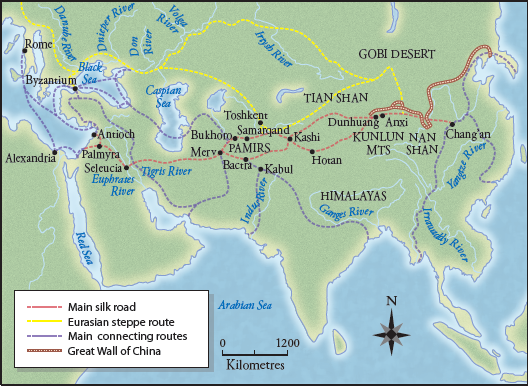 Rome
Danube River
Dnieper River
Don River
Volga River
Irtysh River
GOBI DESERT
Byzantium
Black Sea
Caspian Sea
TIAN SHAN
Toshkent
Samarqand
Bukhoro
Kashi
Dunhuang
Anxi
Antioch
Merv
PAMIRS
KUNLUN MTS
NAN SHAN
Chang'an
Alexandria
Palmyra
Seleucia
Bactra
Kabul
Hotan
Yangtze River
Euphrates River
Tigris River
Indus River
HIMALAYAS
Ganges River
Irrawaddy River
Red Sea
Arabian Sea
Main silk road
Eurasian steppe route
Main connecting routes
Great Wall of China
0 1200
Kilometres
N